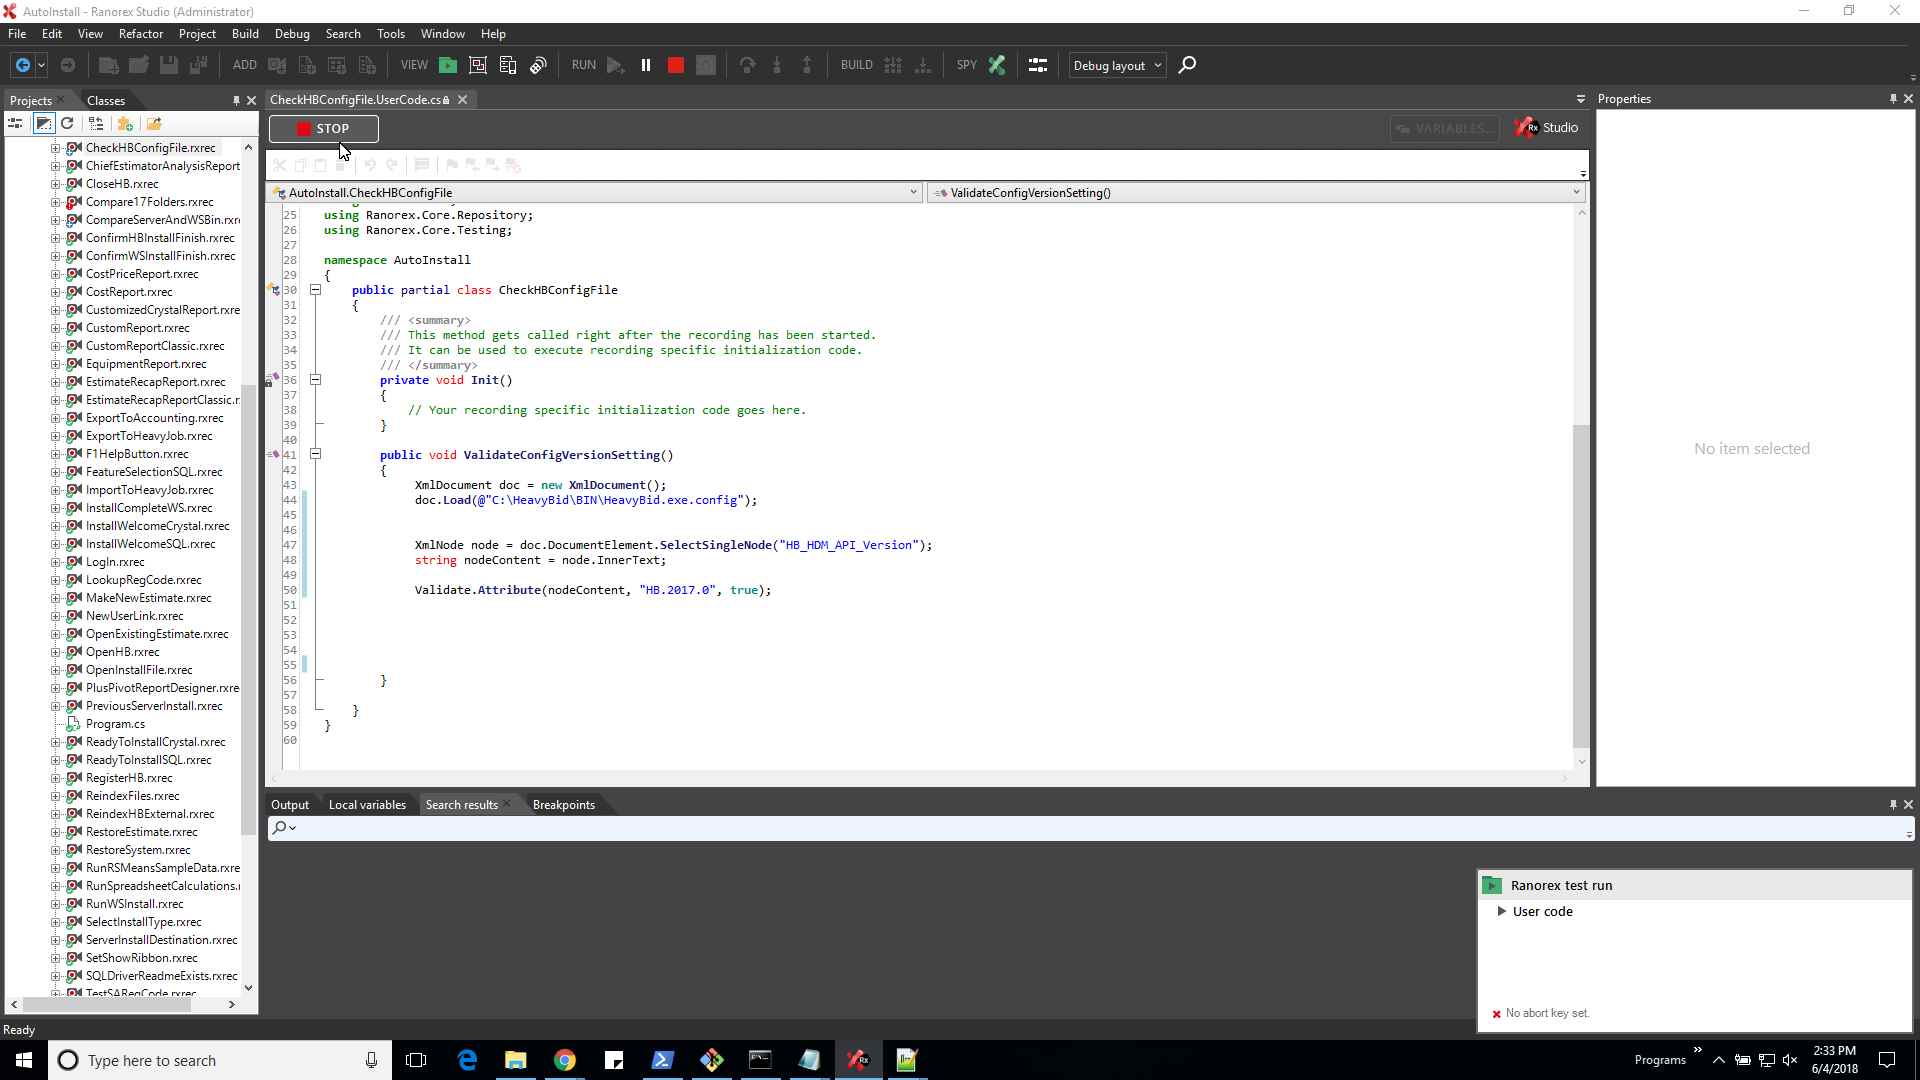 AutoInstall - Ranorex Studio (Administrator)
File Edit View Refactor Project Build Debug Search Tools Window Help
ADD VIEW RUN BUILD SPY Debug layout
Projects Classes
CheckHBConfigFile.UserCode.cs
Properties
STOP
VARIABLES...
Rx Studio
AutoInstall.CheckHBConfigFile
ValidateConfigVersionSetting()
CheckHBConfigFile.rxrec
ChiefEstimatorAnalysisReport
CloseHB.rxrec
Compare17Folders.rxrec
CompareServerAndWSBin.rxr
ConfirmHBInstallFinish.rxrec
ConfirmWSInstallFinish.rxrec
CostPriceReport.rxrec
CostReport.rxrec
CustomizedCrystalReport.rxre
CustomReport.rxrec
CustomReportClassic.rxrec
EquipmentReport.rxrec
EstimateRecapReport.rxrec
EstimateRecapReportClassic.r
ExportToAccounting.rxrec
ExportToHeavyJob.rxrec
F1HelpButton.rxrec
FeatureSelectionSQL.rxrec
ImportToHeavyJob.rxrec
InstallCompleteWS.rxrec
InstallWelcomeCrystal.rxrec
InstallWelcomeSQL.rxrec
LogIn.rxrec
LookupRegCode.rxrec
MakeNewEstimate.rxrec
NewUserLink.rxrec
OpenExistingEstimate.rxrec
OpenHB.rxrec
OpenInstallFile.rxrec
PlusPivotReportDesigner.rxre
PreviousServerInstall.rxrec
Program.cs
ReadyToInstallCrystal.rxrec
ReadyToInstallSQL.rxrec
RegisterHB.rxrec
ReindexFiles.rxrec
ReindexHBExternal.rxrec
RestoreEstimate.rxrec
RestoreSystem.rxrec
RunRSMeansSampleData.rxre
RunSpreadsheetCalculations.
RunWSInstall.rxrec
SelectInstallType.rxrec
ServerInstallDestination.rxrec
SetShowRibbon.rxrec
SQLDriverReadmeExists.rxrec
TestSARegCode.rxrec
25 using Ranorex.Core.Repository;
26 using Ranorex.Core.Testing;
27
28 namespace AutoInstall
29 {
30 public partial class CheckHBConfigFile
31 {
32 /// <summary>
33 /// This method gets called right after the recording has been started.
34 /// It can be used to execute recording specific initialization code.
35 /// </summary>
36 private void Init()
37 {
38 // Your recording specific initialization code goes here.
39 }
40
41 public void ValidateConfigVersionSetting()
42 {
43 XmlDocument doc = new XmlDocument();
44 doc.Load(@"C:\HeavyBid\BIN\HeavyBid.exe.config");
45
46
47 XmlNode node = doc.DocumentElement.SelectSingleNode("HB_HDM_API_Version");
48 string nodeContent = node.InnerText;
49
50 Validate.Attribute(nodeContent, "HB.2017.0", true);
51
52
53
54
55
56 }
57
58 }
59 }
60
No item selected
Output Local variables Search results Breakpoints
Ranorex test run
User code
No abort key set.
Ready
Type here to search
Programs
2:33 PM
6/4/2018